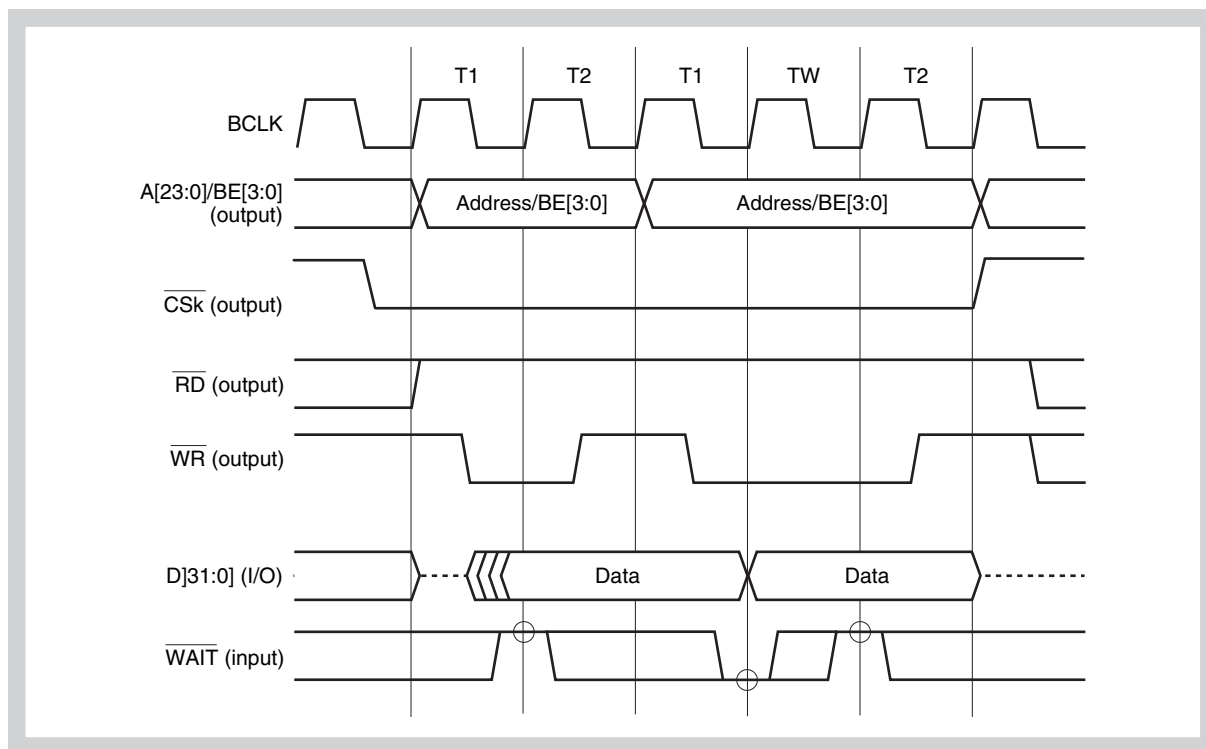 T1 T2 T1 TW T2
BCLK
A[23:0]/BE[3:0]
(output)
Address/BE[3:0] Address/BE[3:0]
CSk (output)
RD (output)
WR (output)
D]31:0] (I/O)
Data Data
WAIT (input)